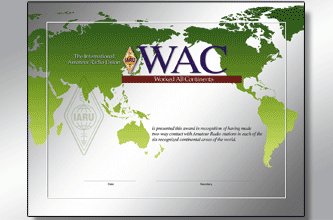 The International
Amateur Radio Union
IARU
WAC
Worked All Continents
IARU
is presented this award in recognition of having made
two way contact with Amateur Radio stations in each of the
six recognized continental areas of the world.
Date
Secretary